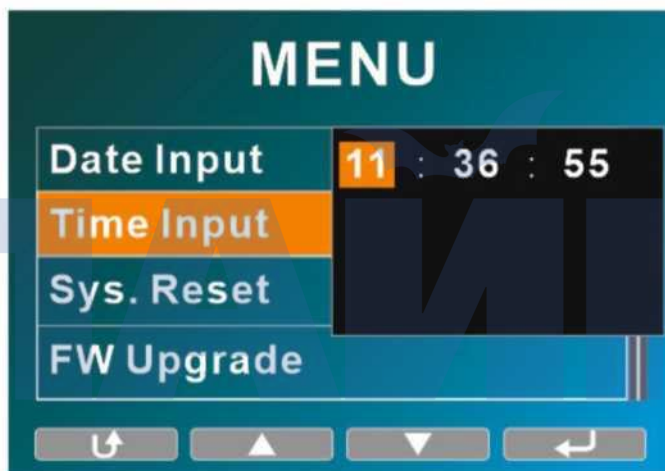 MENU
Date Input 11 : 36 : 55
Time Input
Sys. Reset
FW Upgrade